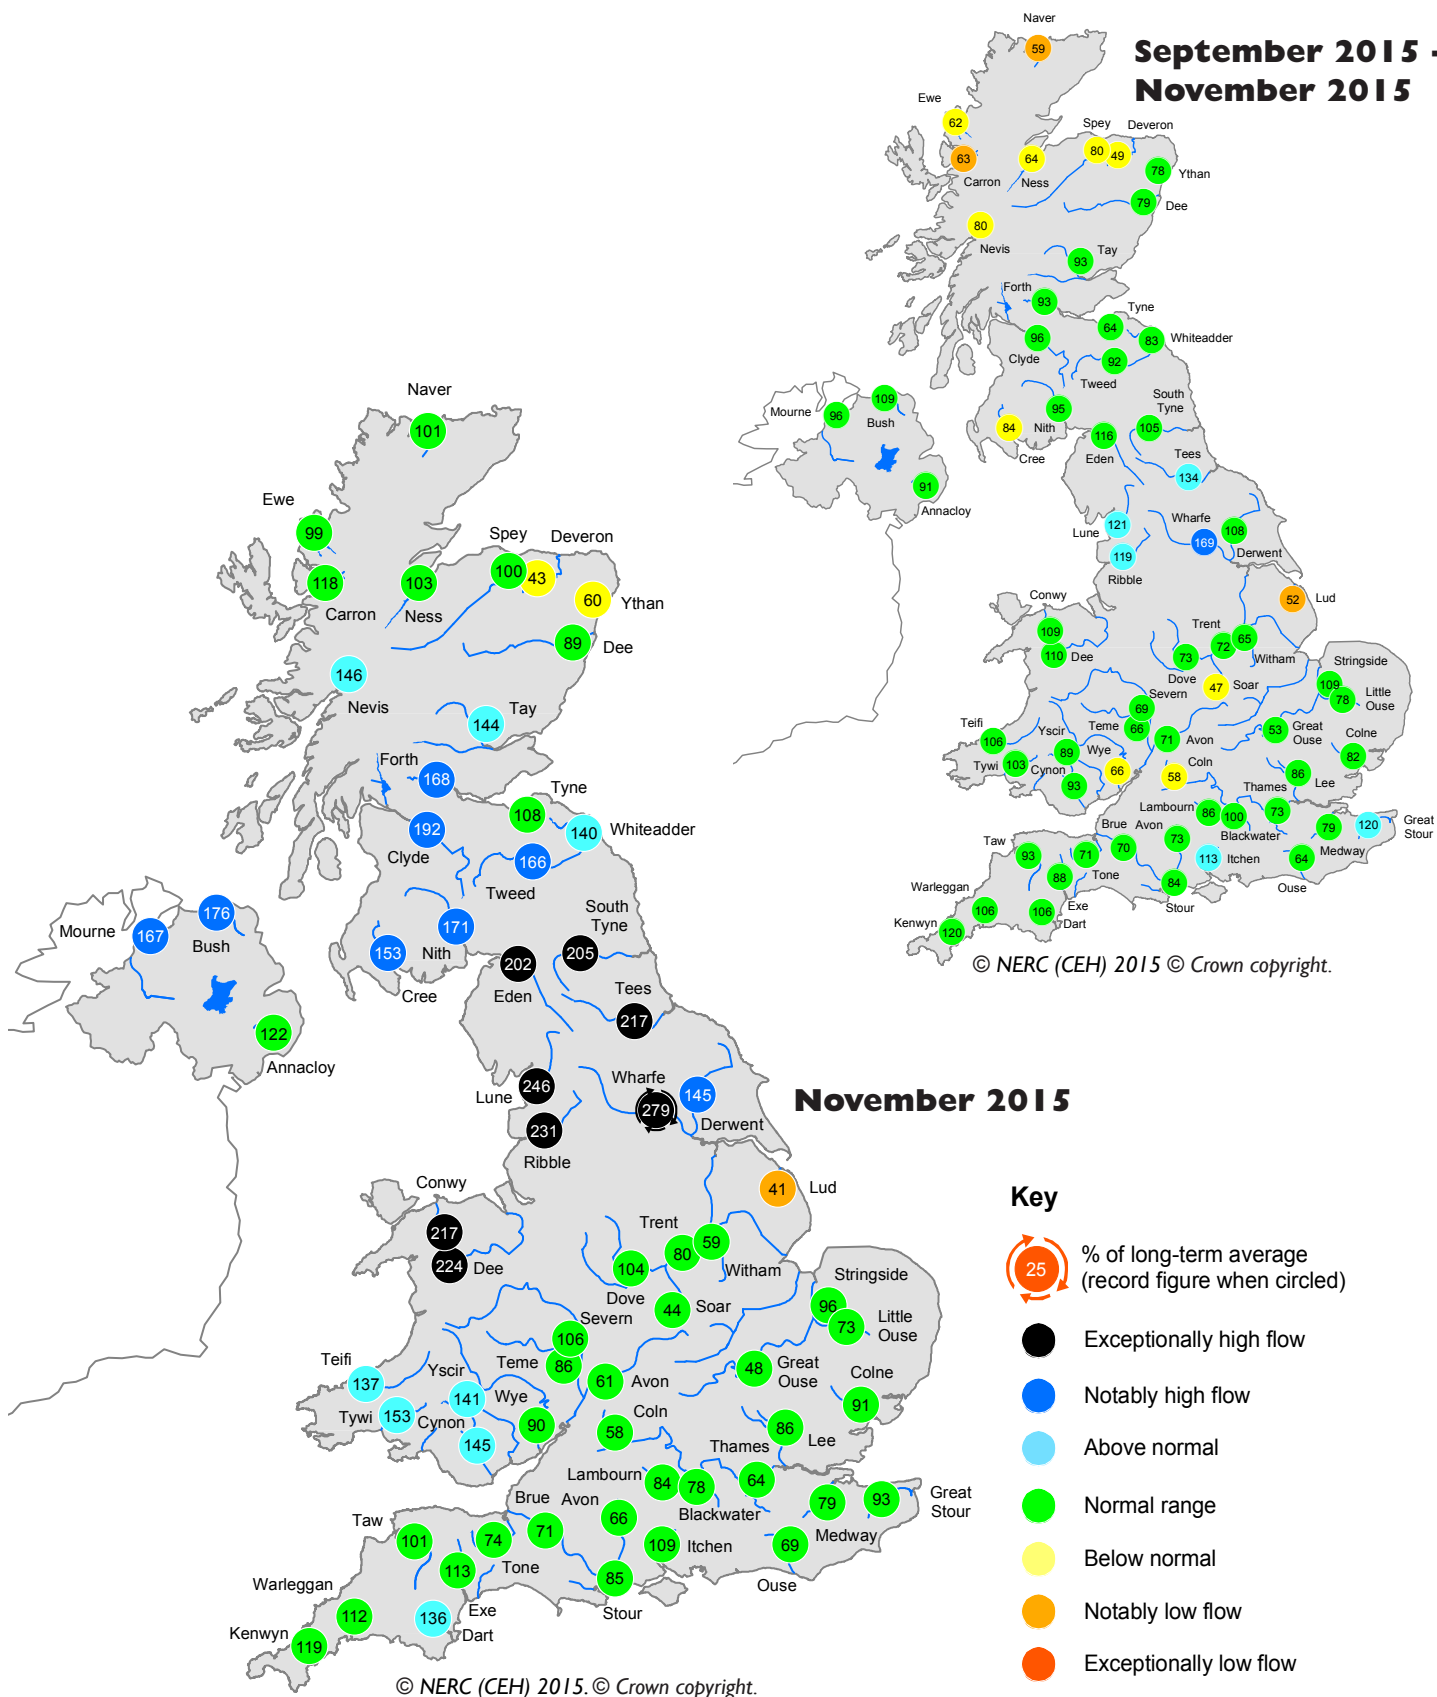 September 2015 -
November 2015
Naver
59
Ewe
62
63
Carron
64
Ness
Spey
Deveron
80
49
78
Ythan
79
Dee
80
Nevis
93
Tay
Forth
93
96
Clyde
Tyne
64
83
Whiteadder
92
Tweed
Mourne
96
109
Bush
91
Annacloy
84
Cree
95
Nith
116
Eden
South
Tyne
105
Tees
134
Lune
121
119
Ribble
Wharfe
169
108
Derwent
52
Lud
Conwy
109
110
Dee
Trent
73
Dove
72
65
Witham
47
Soar
Stringside
109
78
Little
Ouse
Severn
69
Teme
66
71
Avon
53
Great
Ouse
Colne
82
Teifi
106
Tywi
103
Yscir
89
Cynon
93
Wye
66
Coln
58
86
Lee
Thames
73
Lambourn
86
100
Blackwater
79
Medway
120
Great
Stour
Taw
93
71
Tone
Brue
70
Avon
73
113
Itchen
64
Ouse
88
Exe
84
Stour
Warleggan
106
106
Dart
Kenwyn
120
© NERC (CEH) 2015 © Crown copyright.
November 2015
Naver
101
Ewe
99
118
Carron
103
Ness
Spey
Deveron
100
43
60
Ythan
89
Dee
146
Nevis
144
Tay
Forth
168
192
Clyde
Tyne
108
140
Whiteadder
166
Tweed
Mourne
167
176
Bush
122
Annacloy
153
Cree
171
Nith
202
Eden
South
Tyne
205
Tees
217
Lune
246
231
Ribble
Wharfe
279
145
Derwent
41
Lud
Conwy
217
224
Dee
Trent
104
Dove
80
59
Witham
44
Soar
Stringside
96
73
Little
Ouse
Severn
106
Teme
86
61
Avon
48
Great
Ouse
Colne
91
Teifi
137
Tywi
153
Yscir
141
Cynon
145
Wye
90
Coln
58
86
Lee
Thames
64
Lambourn
84
78
Blackwater
79
Medway
93
Great
Stour
Taw
101
74
Tone
Brue
71
Avon
66
109
Itchen
69
Ouse
113
Exe
85
Stour
Warleggan
112
136
Dart
Kenwyn
119
© NERC (CEH) 2015. © Crown copyright.
Key
25
% of long-term average
(record figure when circled)
Exceptionally high flow
Notably high flow
Above normal
Normal range
Below normal
Notably low flow
Exceptionally low flow